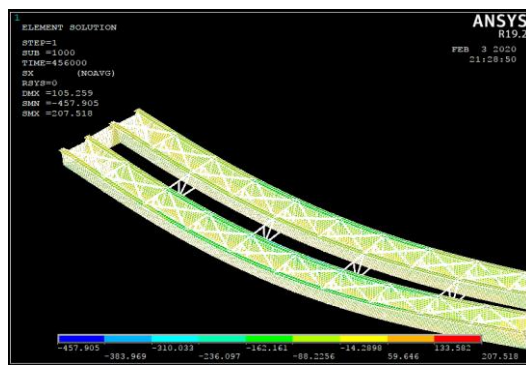 1
ELEMENT SOLUTION
STEP=1
SUB =1000
TIME=456000
SX (NOAVG)
RSYS=0
DMX =105.259
SMN =-457.905
SMX =207.518
ANSYS
R19.2
FEB 3 2020
21:28:50
-457.905 -310.033 -162.161 -14.2898 133.582
-383.969 -236.097 -88.2256 59.646 207.518